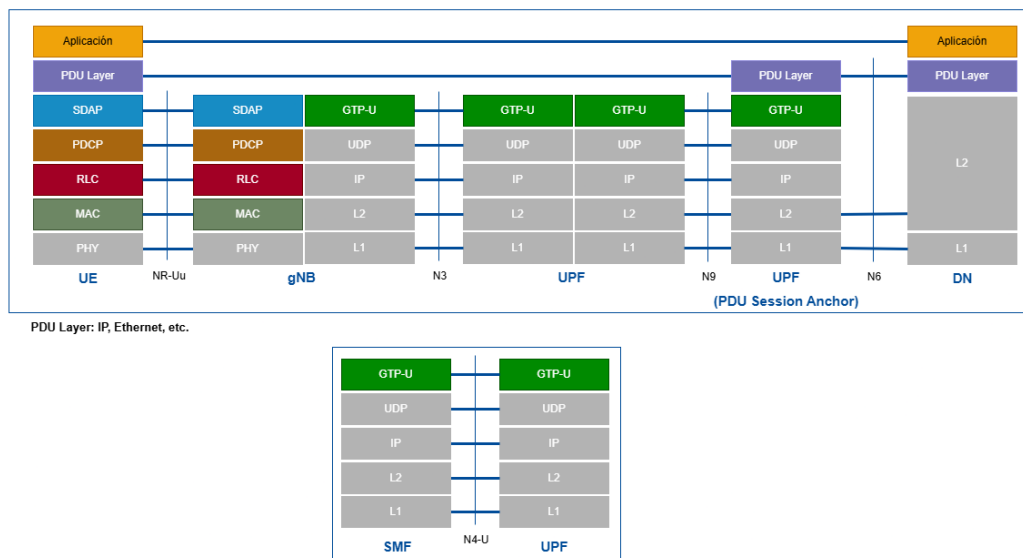 Aplicación Aplicación
PDU Layer PDU Layer PDU Layer
SDAP SDAP GTP-U GTP-U GTP-U GTP-U
PDCP PDCP UDP UDP UDP UDP L2
RLC RLC IP IP IP IP
MAC MAC L2 L2 L2 L2
PHY PHY L1 L1 L1 L1 L1
UE NR-Uu gNB N3 UPF N9 UPF N6 DN
(PDU Session Anchor)
PDU Layer: IP, Ethernet, etc.
GTP-U GTP-U
UDP UDP
IP IP
L2 L2
L1 L1
SMF N4-U UPF